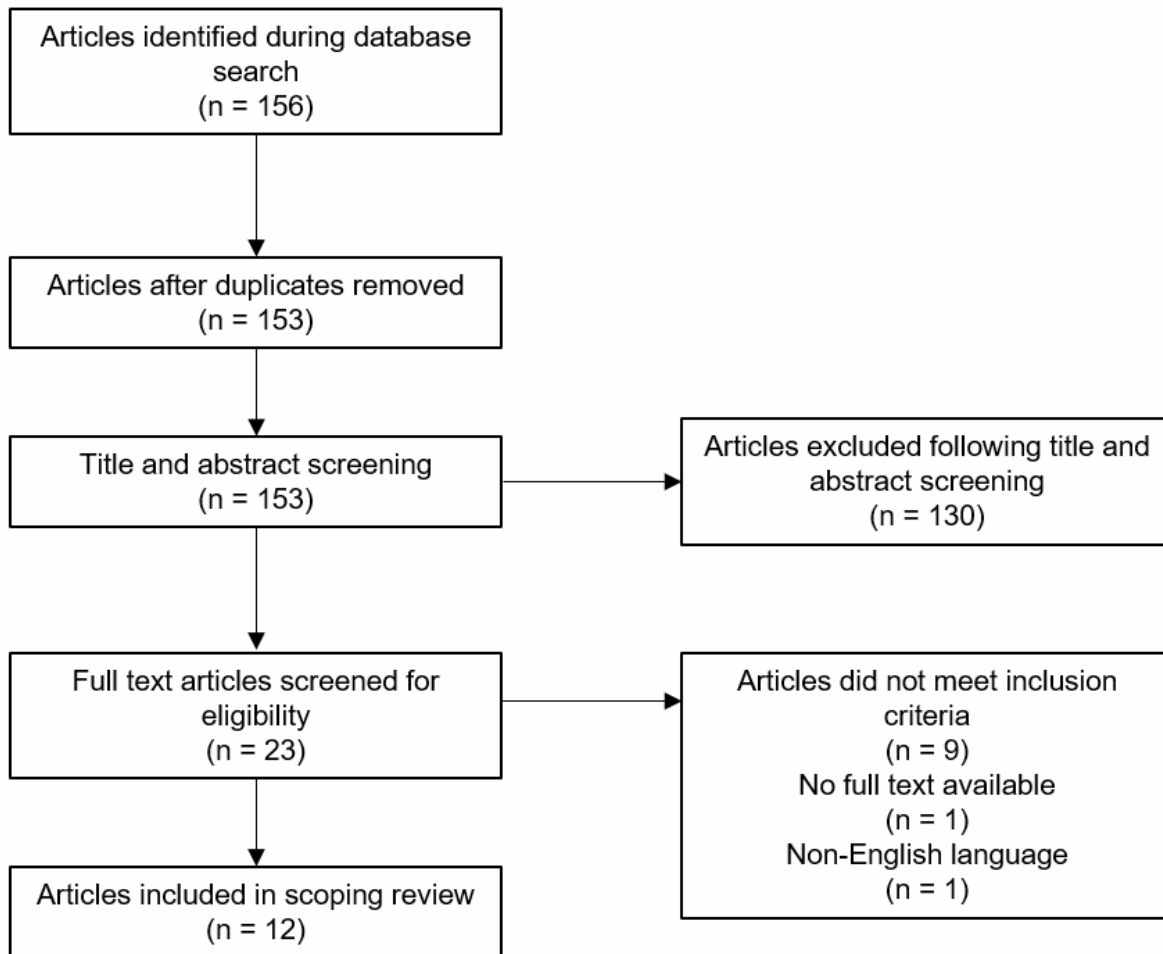 Articles identified during database
search
(n = 156)
Articles after duplicates removed
(n = 153)
Title and abstract screening
(n = 153)
Articles excluded following title and
abstract screening
(n = 130)
Full text articles screened for
eligibility
(n = 23)
Articles did not meet inclusion
criteria
(n = 9)
No full text available
(n = 1)
Non-English language
(n = 1)
Articles included in scoping review
(n = 12)